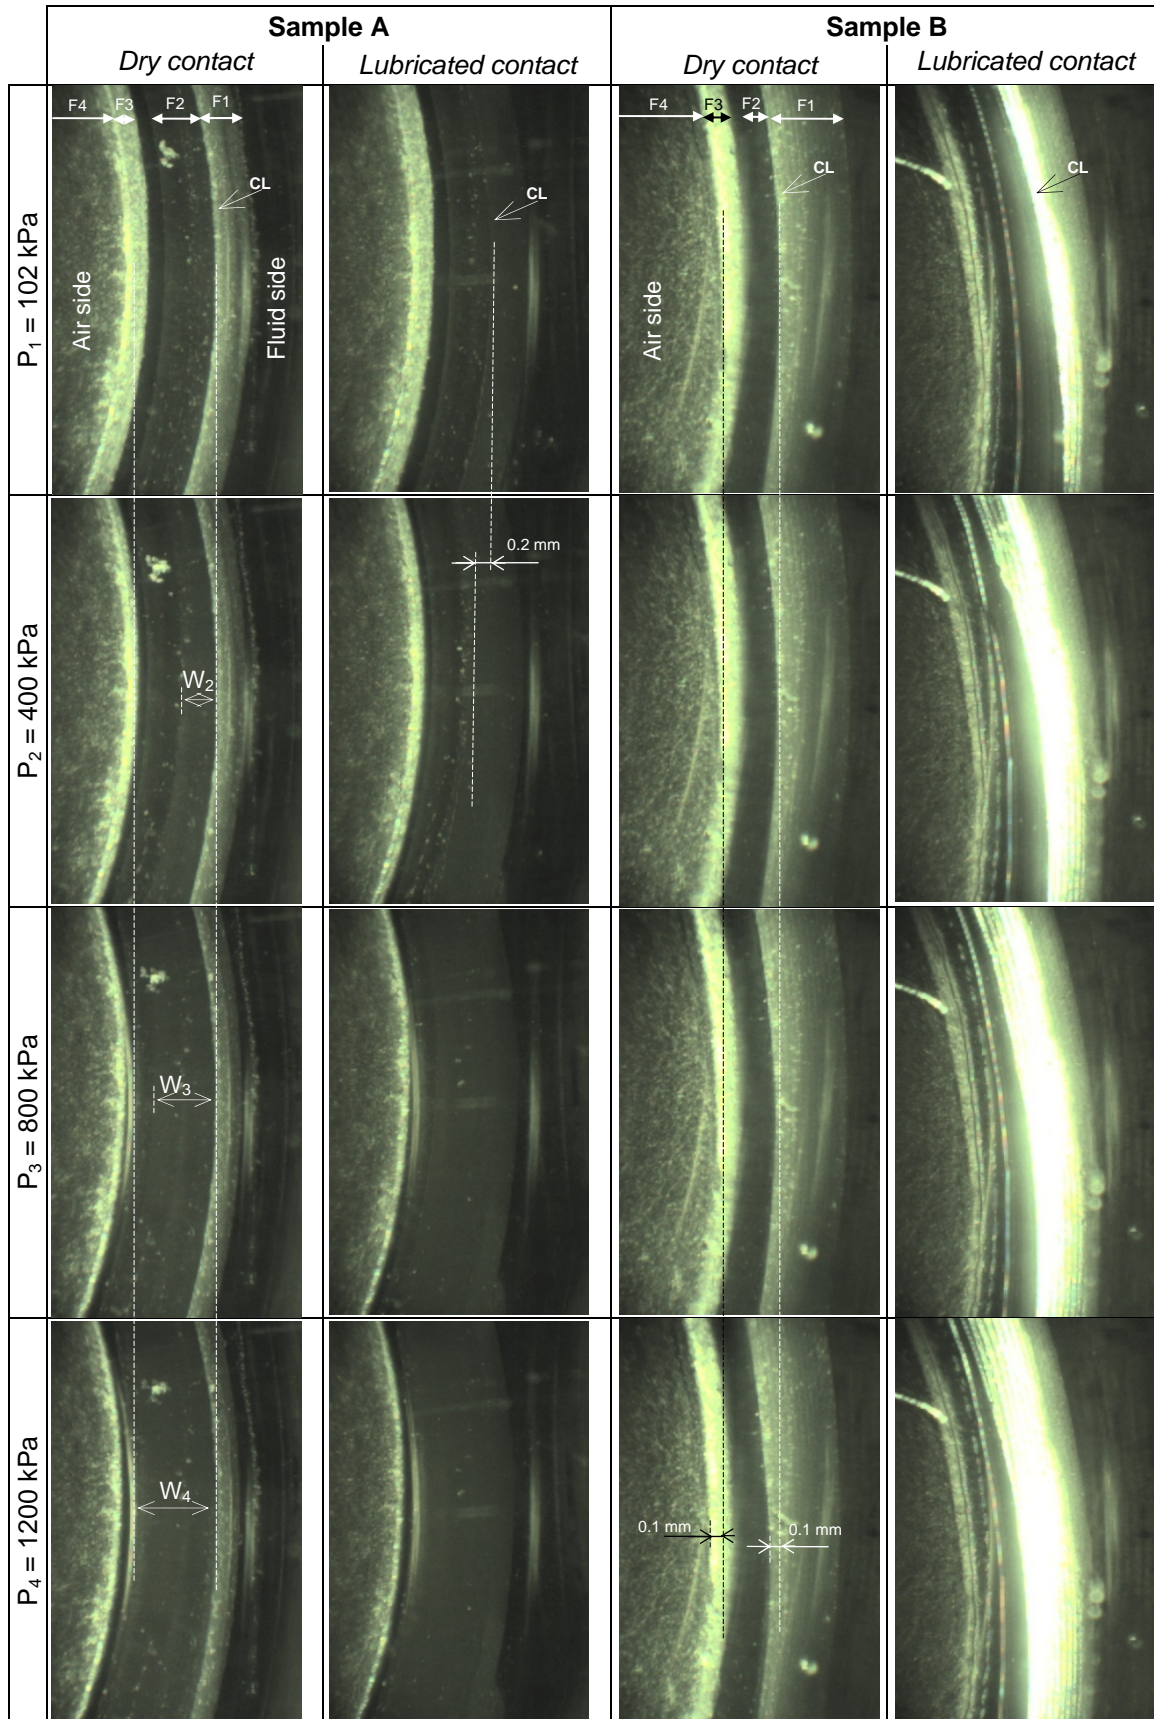 Sample A
Sample B
Dry contact
Lubricated contact
Dry contact
Lubricated contact
P1 = 102 kPa
F4
F3
F2
F1
CL
Air side
Fluid side
CL
F4
F3
F2
F1
CL
Air side
CL
P2 = 400 kPa
W2
0.2 mm
P3 = 800 kPa
W3
P4 = 1200 kPa
W4
0.1 mm
0.1 mm